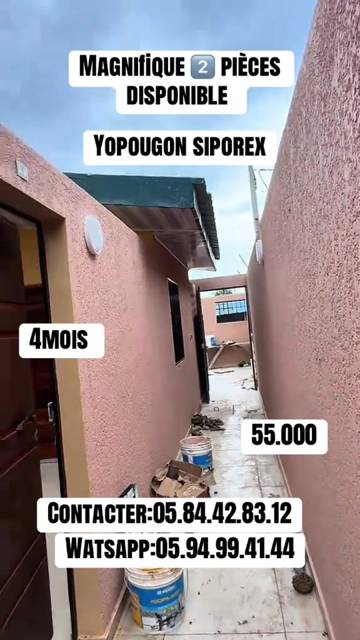 Magnifique 2️⃣ pièces
disponible
Yopougon siporex
4mois
55.000
Contacter:05.84.42.83.12
Watsapp:05.94.99.41.44